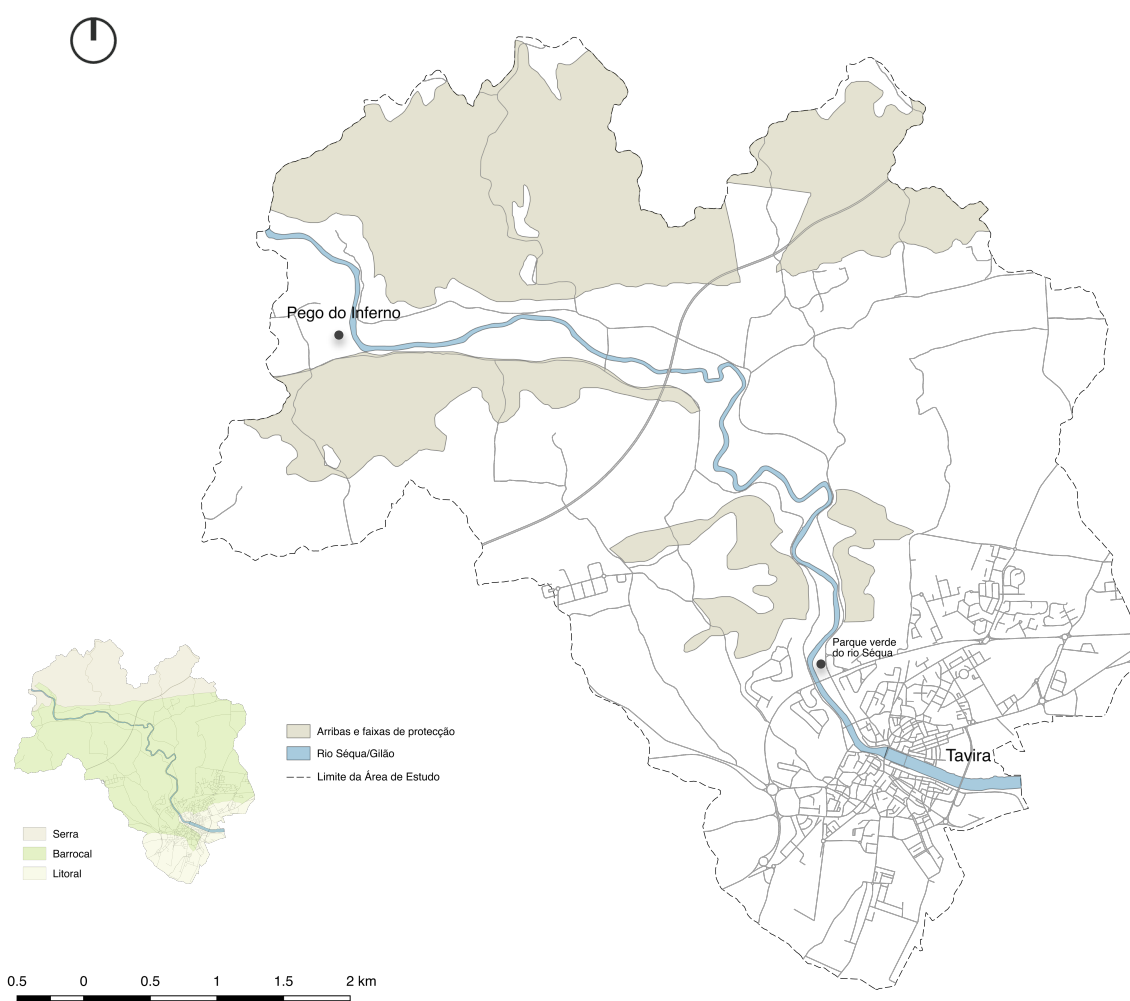 Pego do Inferno
Parque verde
do rio Séqua
Tavira
Arribas e faixas de protecção
Rio Séqua/Gilão
Limite da Área de Estudo
Serra
Barrocal
Litoral
0.5 0 0.5 1 1.5 2 km